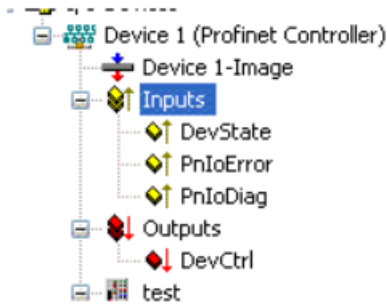 Device 1 (Profinet Controller)
Device 1-Image
Inputs
DevState
PnIoError
PnIoDiag
Outputs
DevCtrl
test